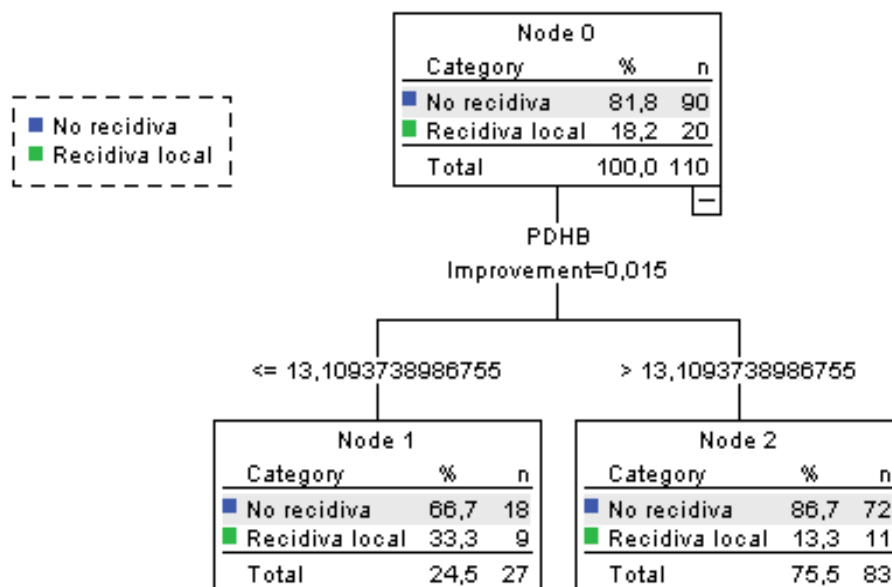 Node 0
Category % n
No recidiva 81,8 90
Recidiva local 18,2 20
Total 100,0 110
No recidiva
Recidiva local
PDHB
Improvement=0,015
<= 13,1093738986755
> 13,1093738986755
Node 1
Category % n
No recidiva 66,7 18
Recidiva local 33,3 9
Total 24,5 27
Node 2
Category % n
No recidiva 86,7 72
Recidiva local 13,3 11
Total 75,5 83